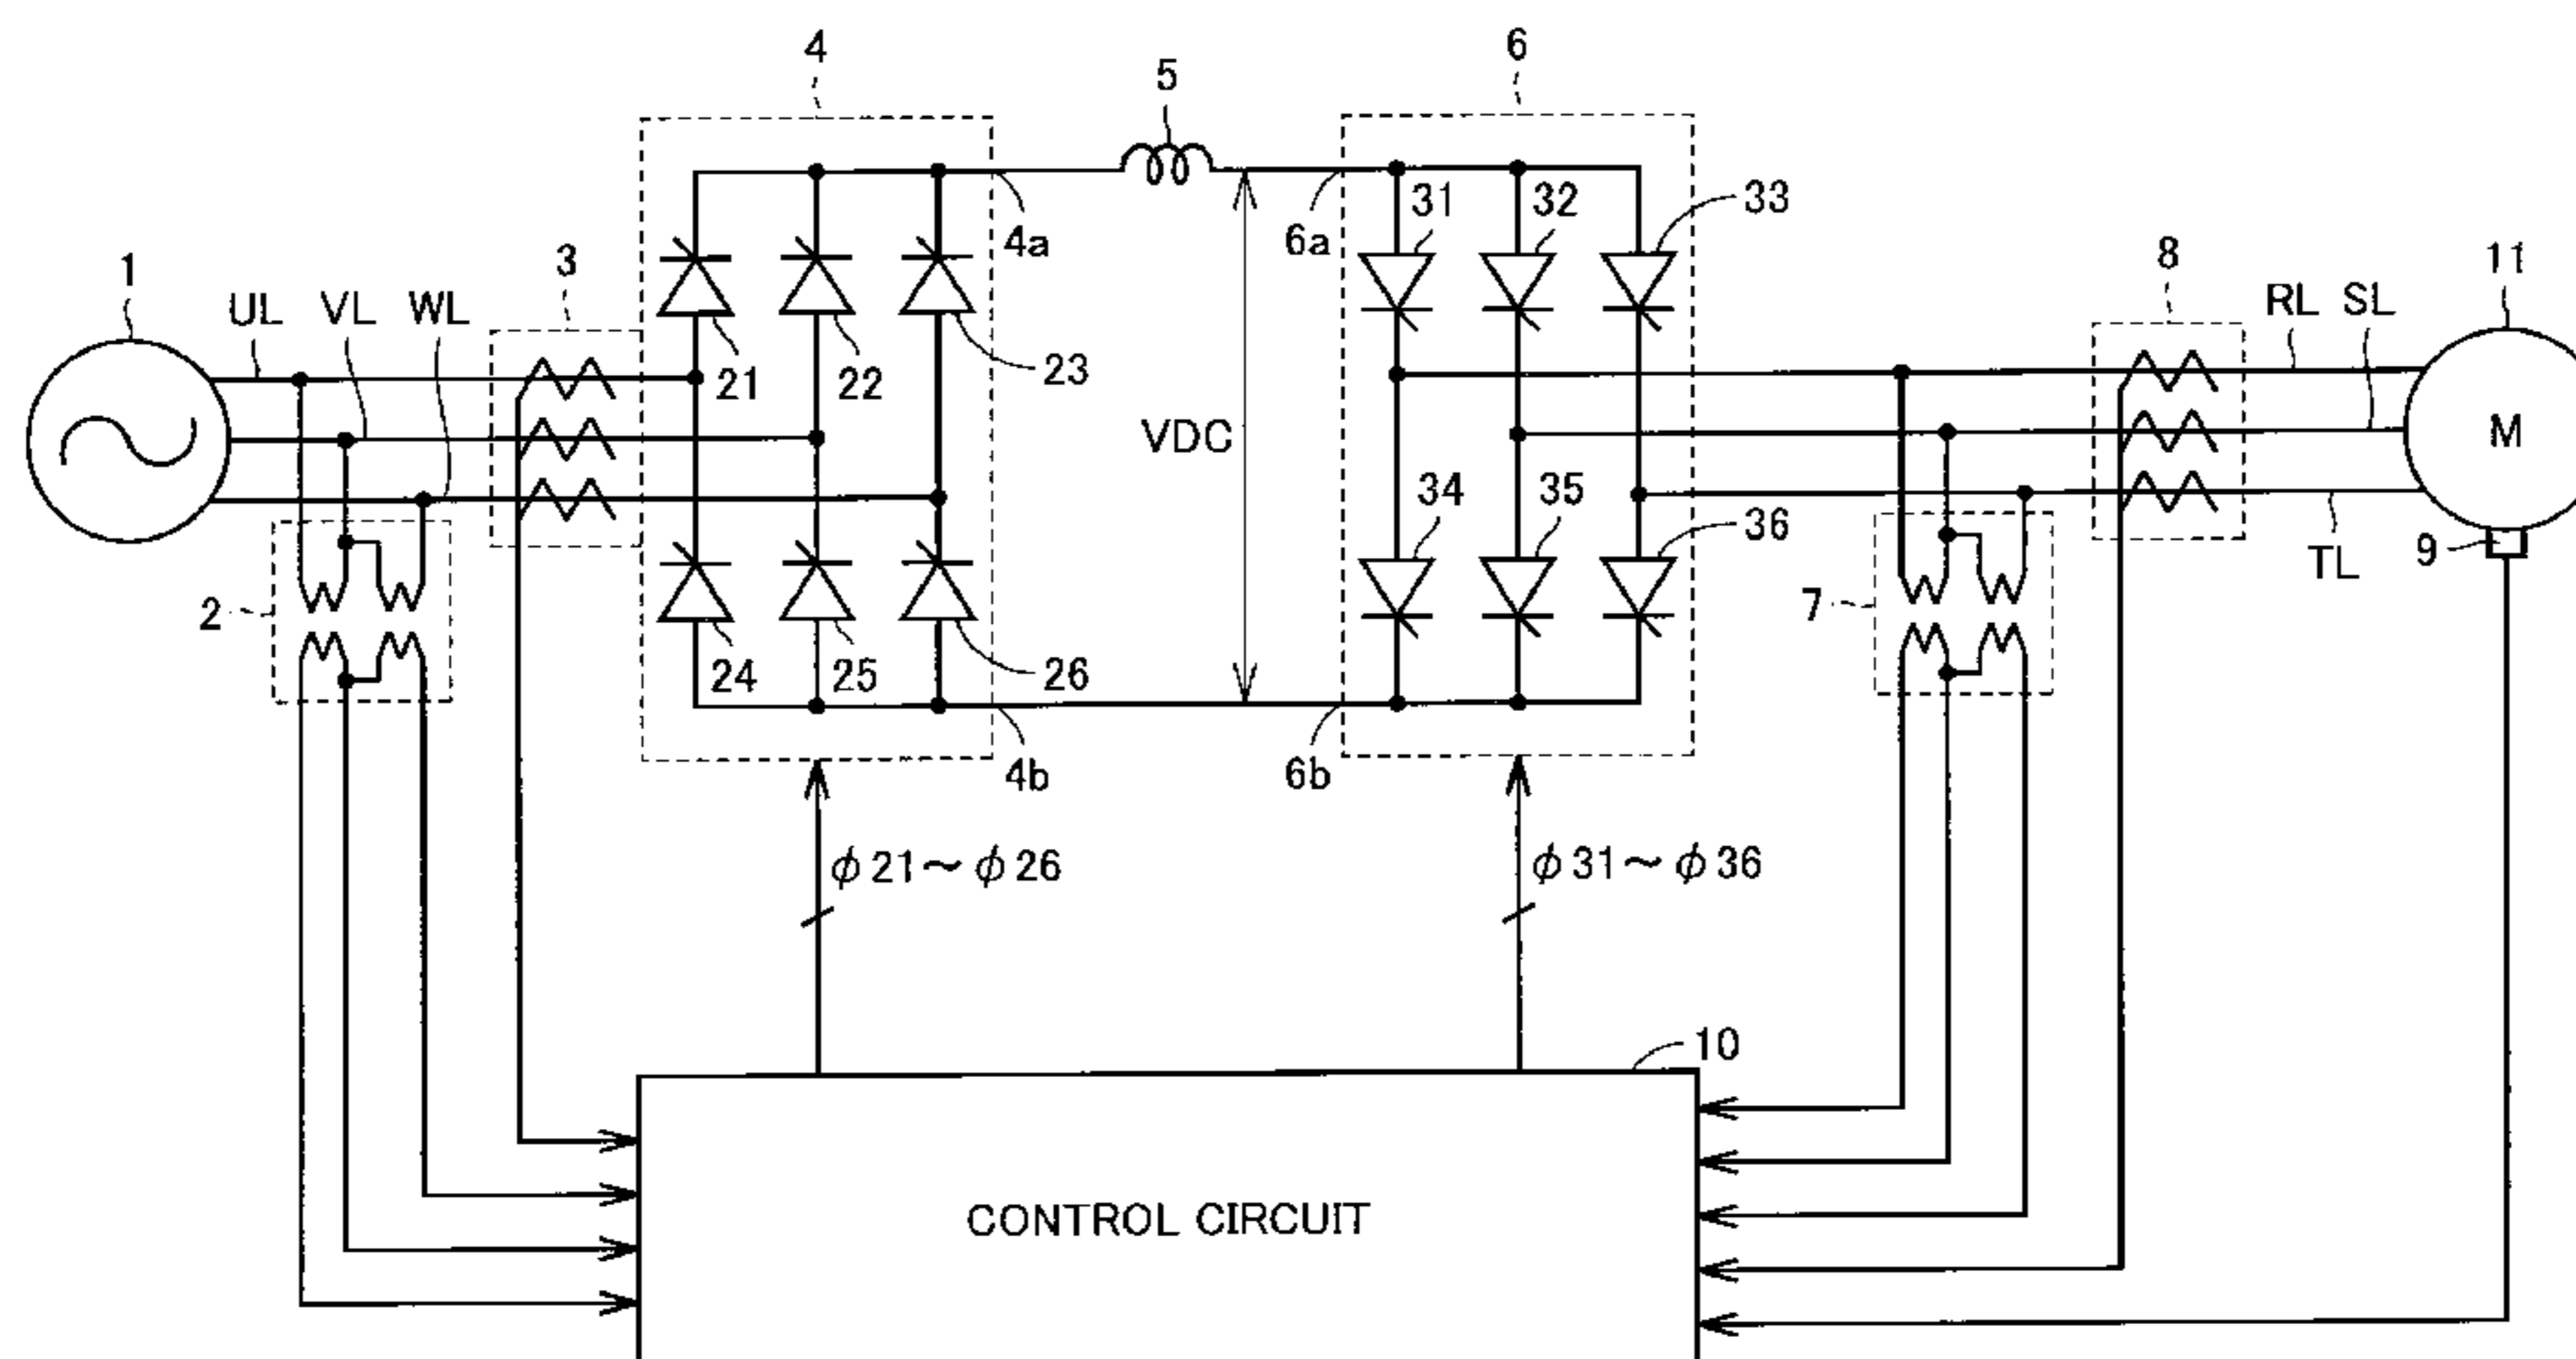 4
6
5
1
UL
VL
WL
3
4a
6a
31
32
33
8
RL
SL
11
21
22
23
VDC
M
2
24
25
26
34
35
36
7
TL
9
4b
6b
ϕ21～ϕ26
ϕ31～ϕ36
10
CONTROL CIRCUIT